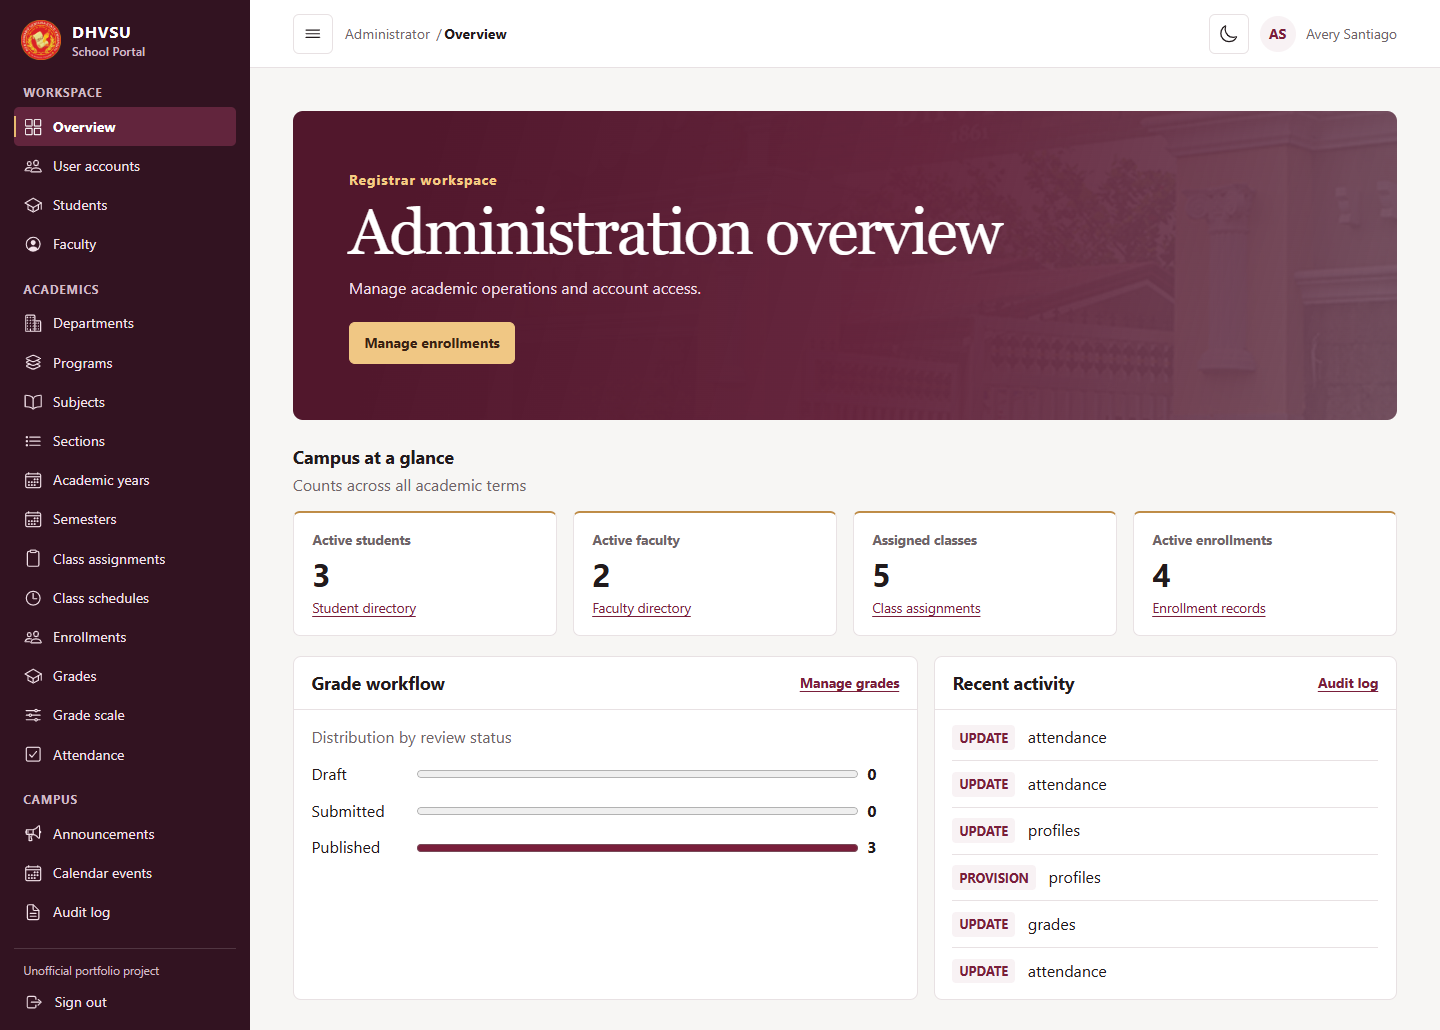 DHVSU
School Portal
WORKSPACE
Overview
User accounts
Students
Faculty
ACADEMICS
Departments
Programs
Subjects
Sections
Academic years
Semesters
Class assignments
Class schedules
Enrollments
Grades
Grade scale
Attendance
CAMPUS
Announcements
Calendar events
Audit log
Unofficial portfolio project
Sign out
Administrator / Overview
AS Avery Santiago
Registrar workspace
Administration overview
Manage academic operations and account access.
Manage enrollments
Campus at a glance
Counts across all academic terms
Active students
3
Student directory
Active faculty
2
Faculty directory
Assigned classes
5
Class assignments
Active enrollments
4
Enrollment records
Grade workflow Manage grades
Distribution by review status
Draft 0
Submitted 0
Published 3
Recent activity Audit log
UPDATE attendance
UPDATE attendance
UPDATE profiles
PROVISION profiles
UPDATE grades
UPDATE attendance